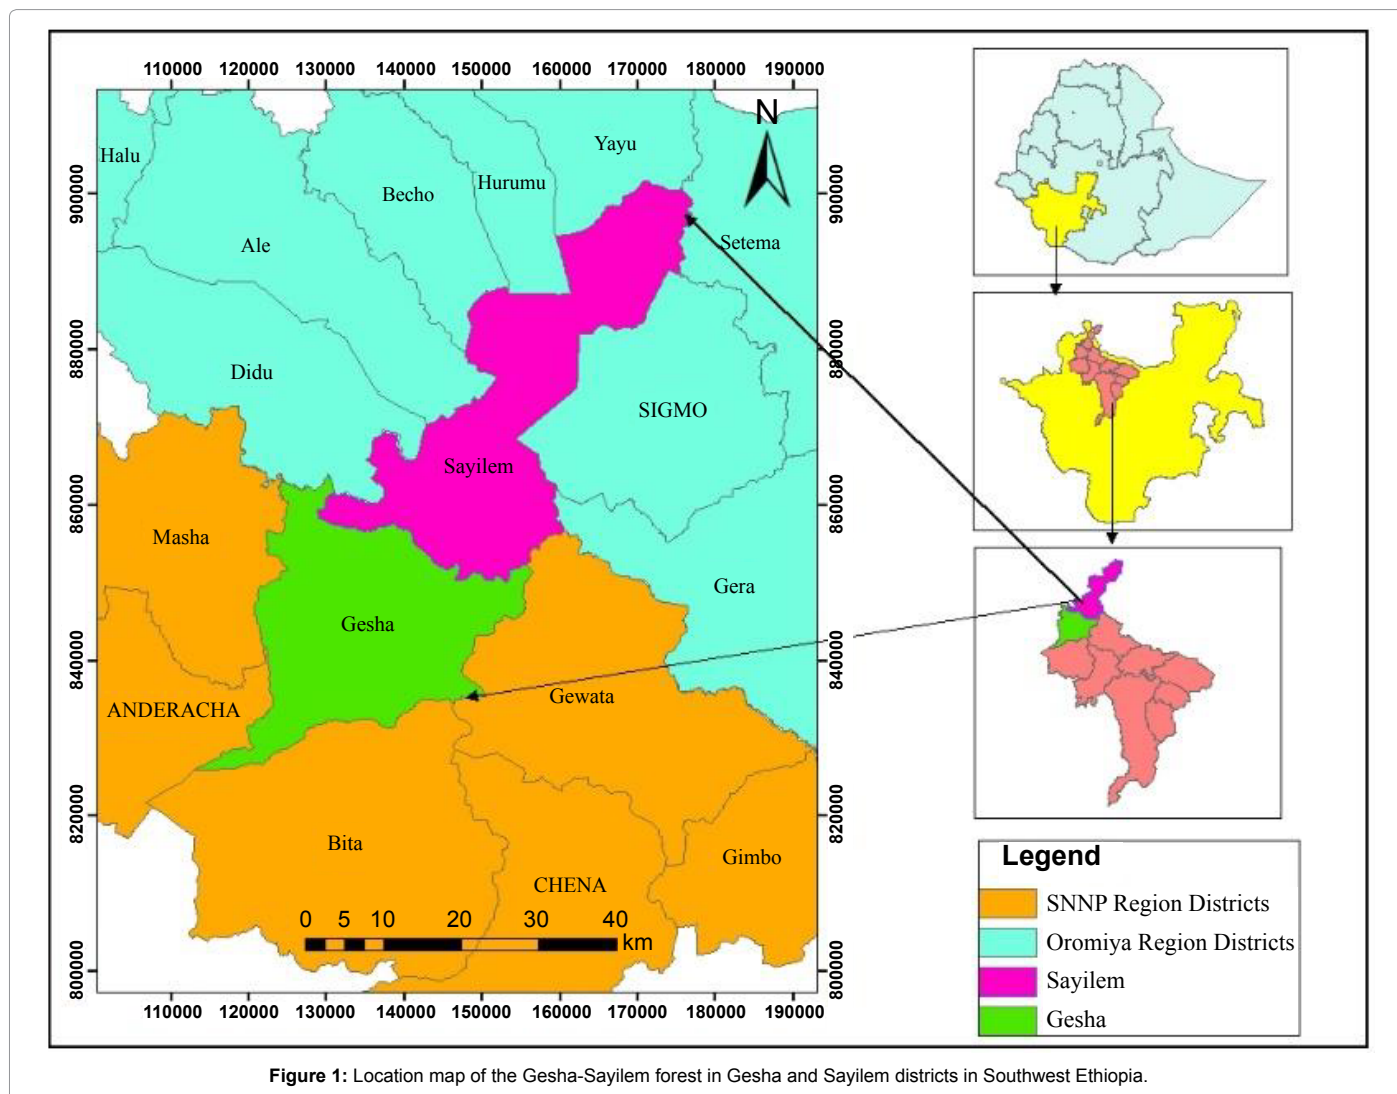 110000 120000 130000 140000 150000 160000 170000 180000 190000
N
Halu
Yayu
Hurumu
Becho
Ale
Setema
900000
900000
Didu
880000
880000
SIGMO
Sayilem
860000
860000
Masha
Gera
Gesha
840000
840000
Gewata
ANDERACHA
820000
820000
Bita
Gimbo
CHENA
0 5 10 20 30 40
km
800000
800000
110000 120000 130000 140000 150000 160000 170000 180000 190000
Legend
SNNP Region Districts
Oromiya Region Districts
Sayilem
Gesha
Figure 1: Location map of the Gesha-Sayilem forest in Gesha and Sayilem districts in Southwest Ethiopia.